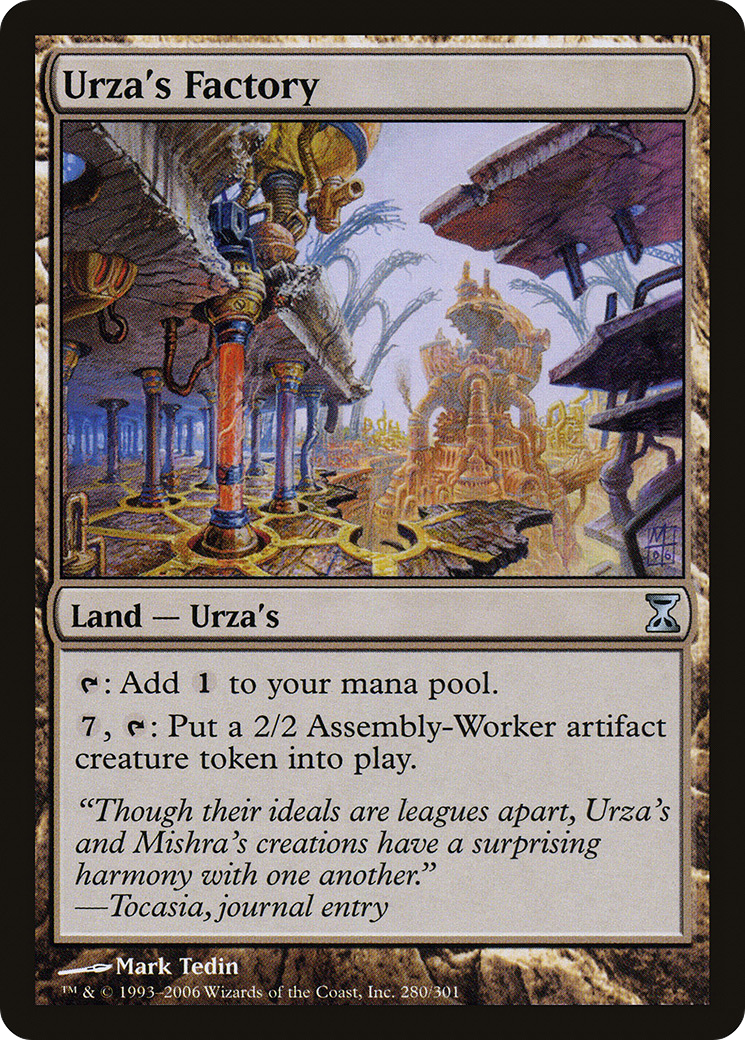 Urza's Factory
M T
0 6
Land — Urza's
: Add 1 to your mana pool.
7, : Put a 2/2 Assembly-Worker artifact
creature token into play.
“Though their ideals are leagues apart, Urza's
and Mishra's creations have a surprising
harmony with one another.”
—Tocasia, journal entry
Mark Tedin
™ & © 1993–2006 Wizards of the Coast, Inc. 280/301